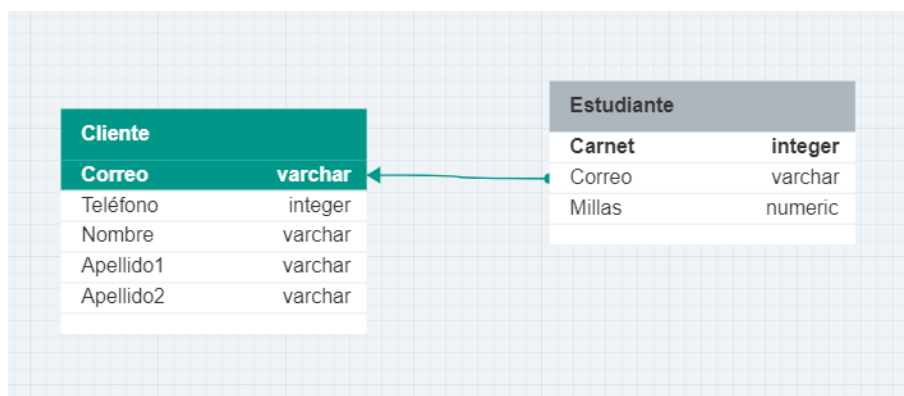 Cliente
Correo varchar
Teléfono integer
Nombre varchar
Apellido1 varchar
Apellido2 varchar
Estudiante
Carnet integer
Correo varchar
Millas numeric